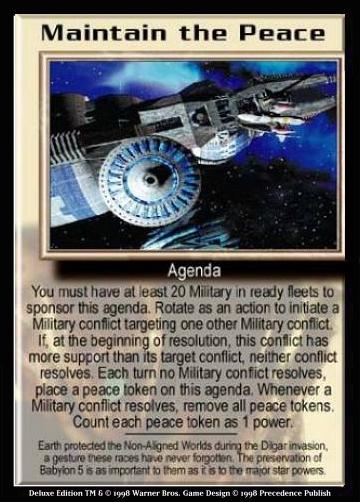 Maintain the Peace
Agenda
You must have at least 20 Military in ready fleets to
sponsor this agenda. Rotate as an action to initiate a
Military conflict targeting one other Military conflict.
If, at the beginning of resolution, this conflict has
more support than its target conflict, neither conflict
resolves. Each turn no Military conflict resolves,
place a peace token on this agenda. Whenever a
Military conflict resolves, remove all peace tokens.
Count each peace token as 1 power.
Earth protected the Non-Aligned Worlds during the Dilgar invasion,
a gesture these races have never forgotten. The preservation of
Babylon 5 is as important to them as it is to the major star powers.
Deluxe Edition TM & © 1998 Warner Bros. Game Design © 1998 Precedence Publish